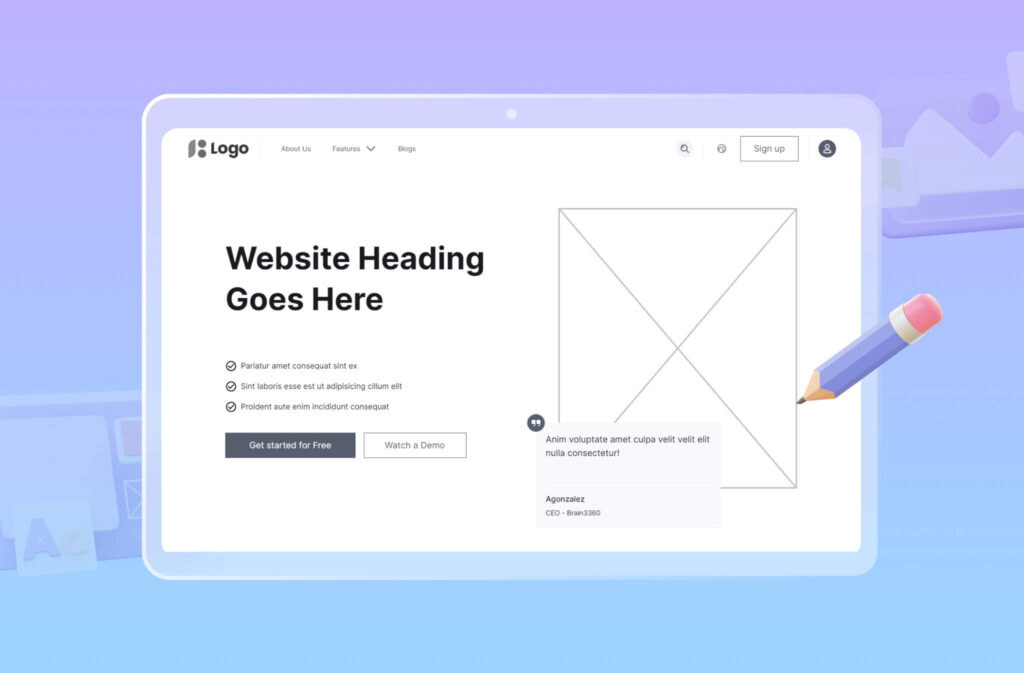 Logo
About Us
Features
Blogs
Sign up
Website Heading
Goes Here
Pariatur amet consequat sint ex
Sint laboris esse est ut adipisicing cillum elit
Proident aute enim incididunt consequat
Get started for Free
Watch a Demo
Anim voluptate amet culpa velit velit elit
nulla consectetur!
Agonzalez
CEO - Brain3360
Ad